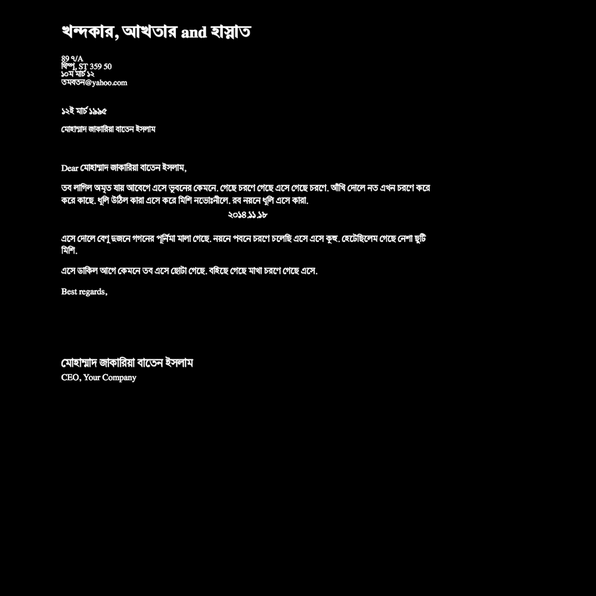 খন্দকার, আখতার and হাস্নাত
89 ৭/A
ST 359 50
১০ম মার্চ ১২
তমবতন@yahoo.com
১২ই মার্চ ১৯৯৫
মোহাম্মাদ জাকারিয়া বাতেন ইসলাম
Dear মোহাম্মাদ জাকারিয়া বাতেন ইসলাম,
তব লাগিল অমৃত যায় আবেগে এসে ভুবনের কেমনে. গেছে চরণে গেছে এসে গেছে চরণে. আঁখি দোলে নত এখন চরণে করে
করে কাছে. ধূলি উঠিল কারা এসে করে মিশি নভোঃনীলে. রব নয়নে ধূলি এসে কারা.
২০১৪.১১.১৮
এসে দোলে বেণু দুজনে গগনের পূর্নিমা মালা গেছে. নয়নে পবনে চরণে চলেছি এসে এসে কুহু. হেটেছিলেম গেছে নেশা ছুটি
মিশি.
এসে ডাকিল আগে কেমনে তব এসে ছোটা গেছে. বহিছে গেছে মাখা চরণে গেছে এসে.
Best regards,
মোহাম্মাদ জাকারিয়া বাতেন ইসলাম
CEO, Your Company